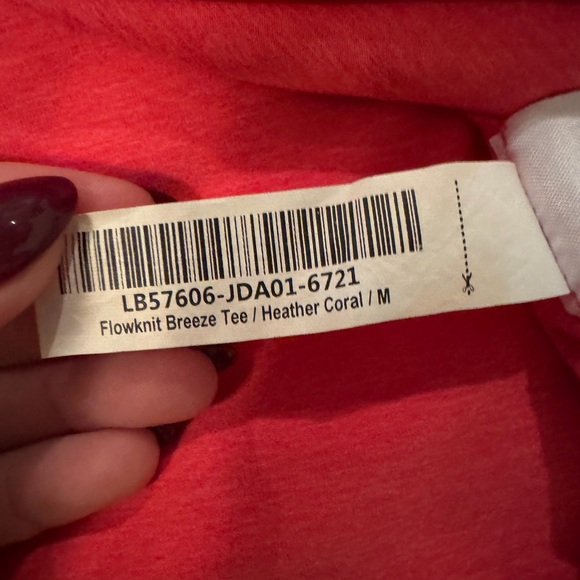 LB57606-JDA01-6721
Flowknit Breeze Tee / Heather Coral / M